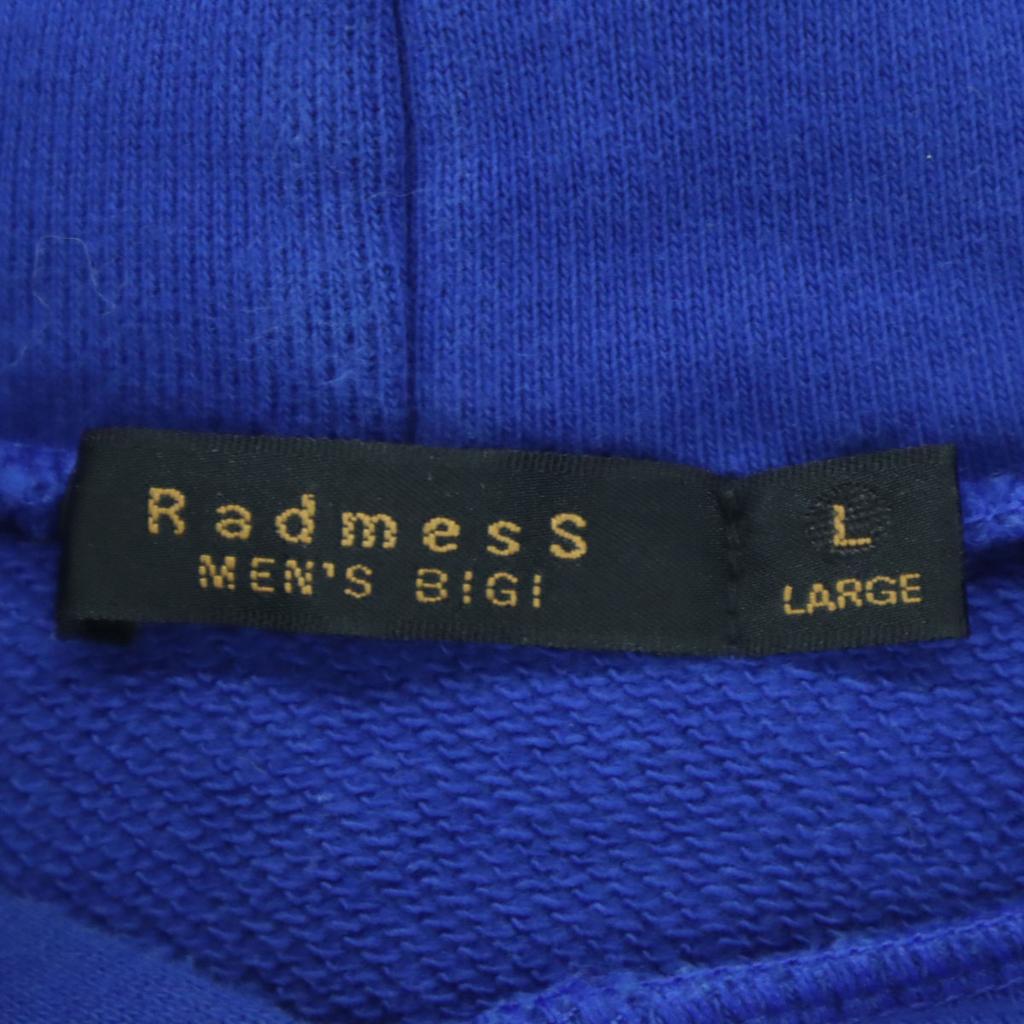 RadmesS
MEN'S BIGI
L
LARGE